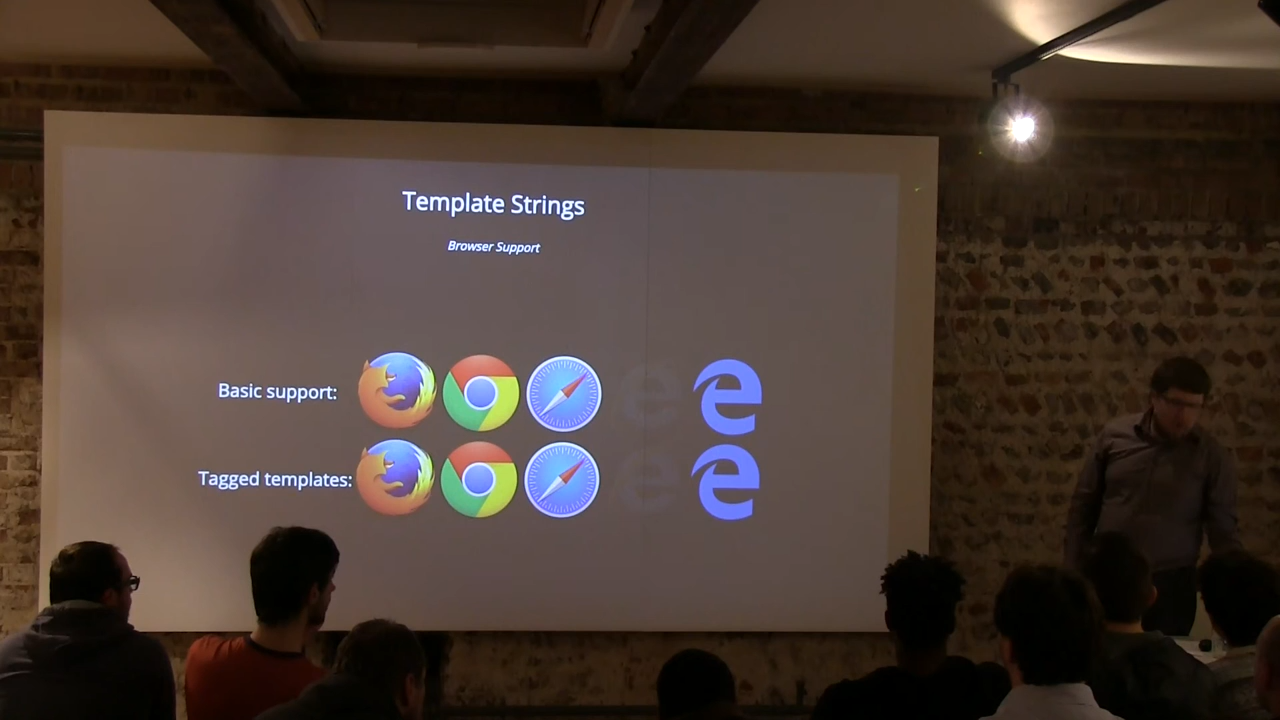 Template Strings
Browser Support
Basic support:
Tagged templates: